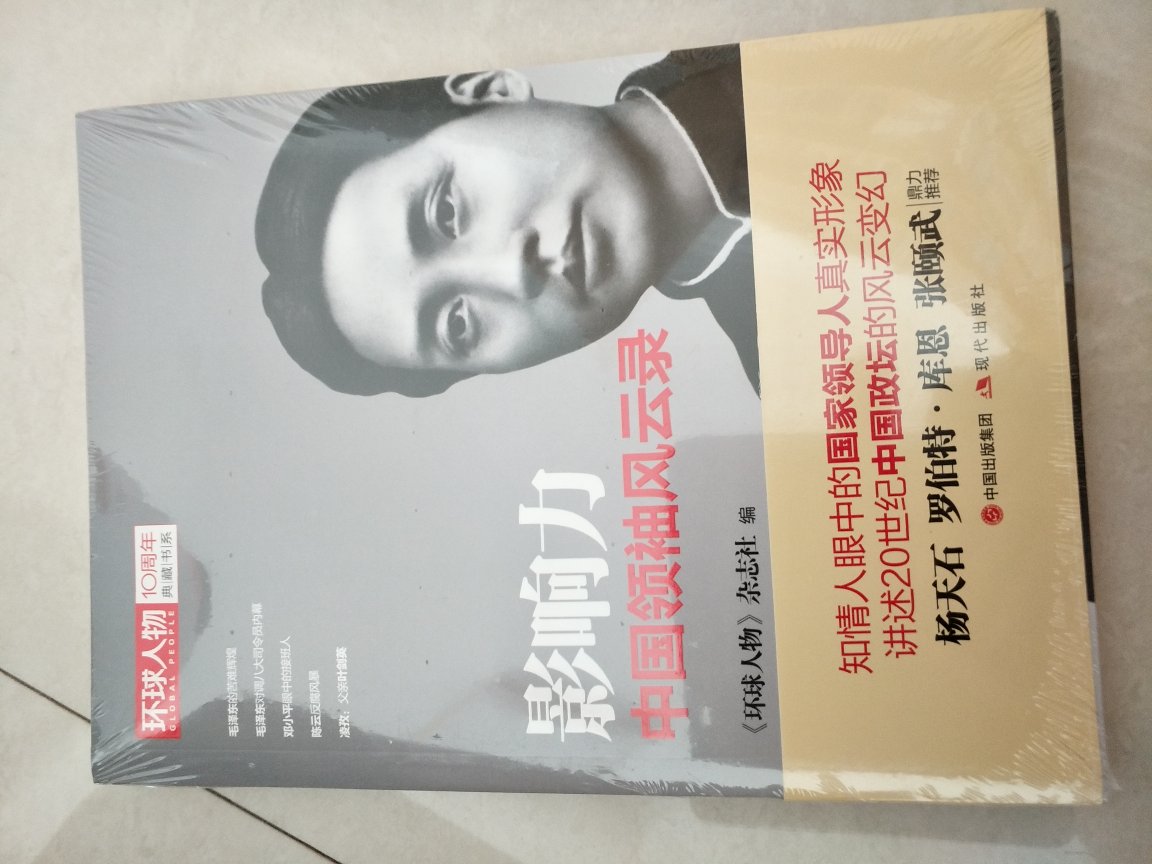 环球人物
GLOBAL PEOPLE
10周年
典藏书系
毛泽东的苦难辉煌
毛泽东对调八大司令员内幕
邓小平眼中的接班人
陈云反腐风暴
凌孜：父亲叶剑英
影响力
中国领袖风云录
《环球人物》杂志社 编
知情人眼中的国家领导人真实形象
讲述20世纪中国政坛的风云变幻
杨天石 罗伯特·库恩 张颐武 鼎力推荐
中国出版集团 现代出版社